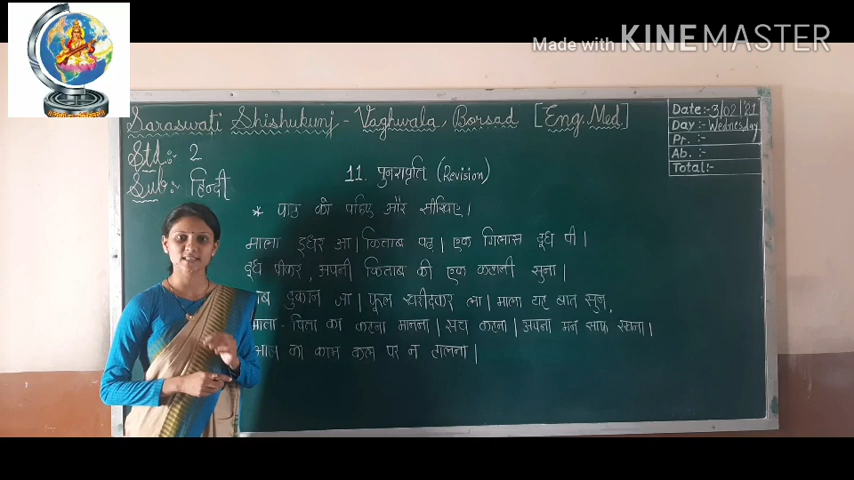 Made with KINEMASTER
Saraswati Shishukunj - Vaghwala, Borsad [Eng. Med]
Date:- 3/02/'21
Day:- Wednesday
Pr. :-
Ab. :-
Total:-
Std:- 2
Sub:- हिन्दी
11. पुनरावृत्ति (Revision)
* पाठ को पढ़िए और सीखिए।
माला इधर आ। किताब पढ़। एक गिलास दूध पी।
दूध पीकर, अपनी किताब की एक कहानी सुना।
अब दुकान जा। फूल खरीदकर ला। माला यह बात सुन,
माता - पिता का कहना मानना। सच कहना। अपना मन साफ रखना।
आज का काम कल पर न टालना।